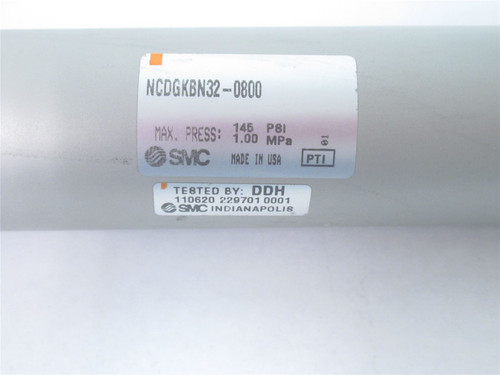 NCDGKBN32-0800
MAX. PRESS: 145 PSI
1.00 MPa
01
SMC MADE IN USA PTI
TESTED BY: DDH
110620 229701 0001
SMC INDIANAPOLIS